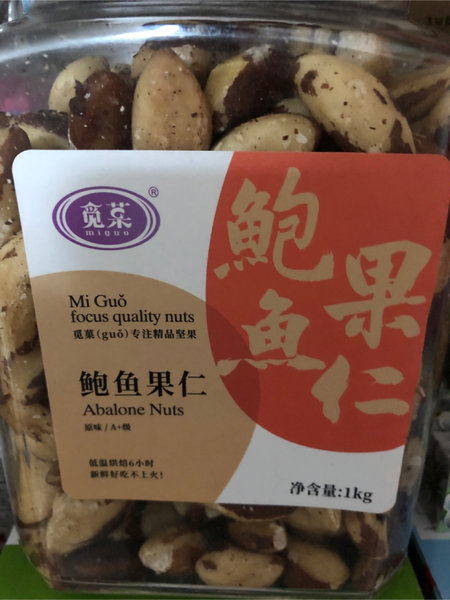 觅菓
®
miguo
鲍鱼
果仁
Mi Guǒ
focus quality nuts
觅菓(guǒ)专注精品坚果
鲍鱼果仁
Abalone Nuts
原味/A+级
低温烘焙6小时
新鲜好吃不上火!
净含量:1kg